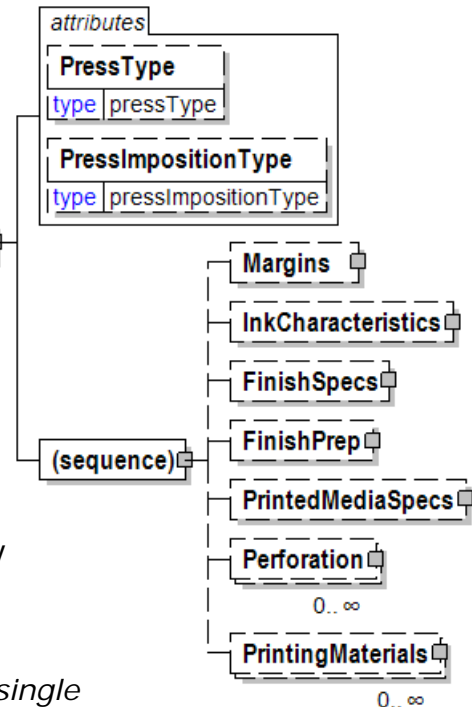 attributes
PressType
type pressType
PressImpositionType
type pressImpositionType
Margins
InkCharacteristics
FinishSpecs
FinishPrep
(sequence)
PrintedMediaSpecs
Perforation
0.. ∞
PrintingMaterials
single
0.. ∞